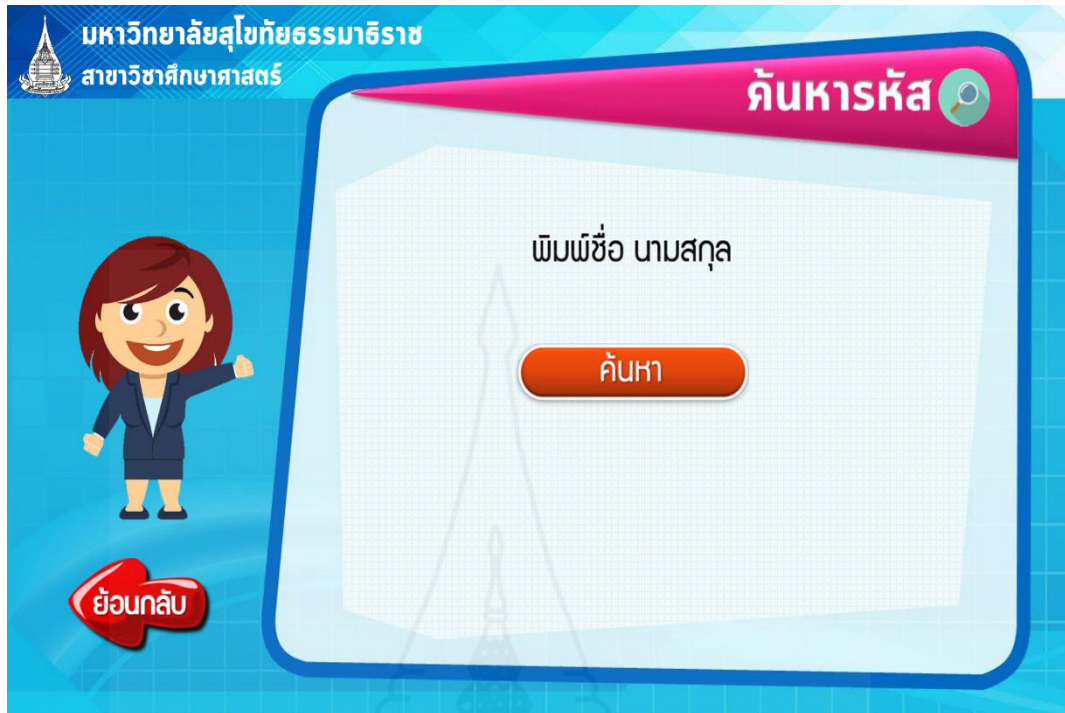 มหาวิทยาลัยสุโขทัยธรรมาธิราช
สาขาวิชาศึกษาศาสตร์
ค้นหารหัส
พิมพ์ชื่อ นามสกุล
ค้นหา
ย้อนกลับ